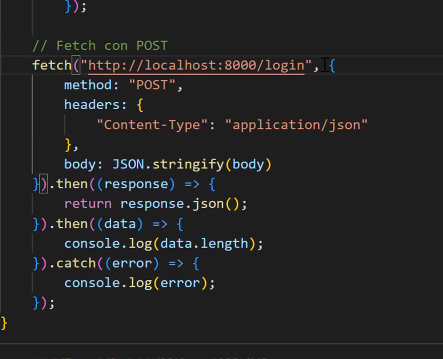 });
// Fetch con POST
fetch("http://localhost:8000/login", {
method: "POST",
headers: {
"Content-Type": "application/json"
},
body: JSON.stringify(body)
}).then((response) => {
return response.json();
}).then((data) => {
console.log(data.length);
}).catch((error) => {
console.log(error);
});
}